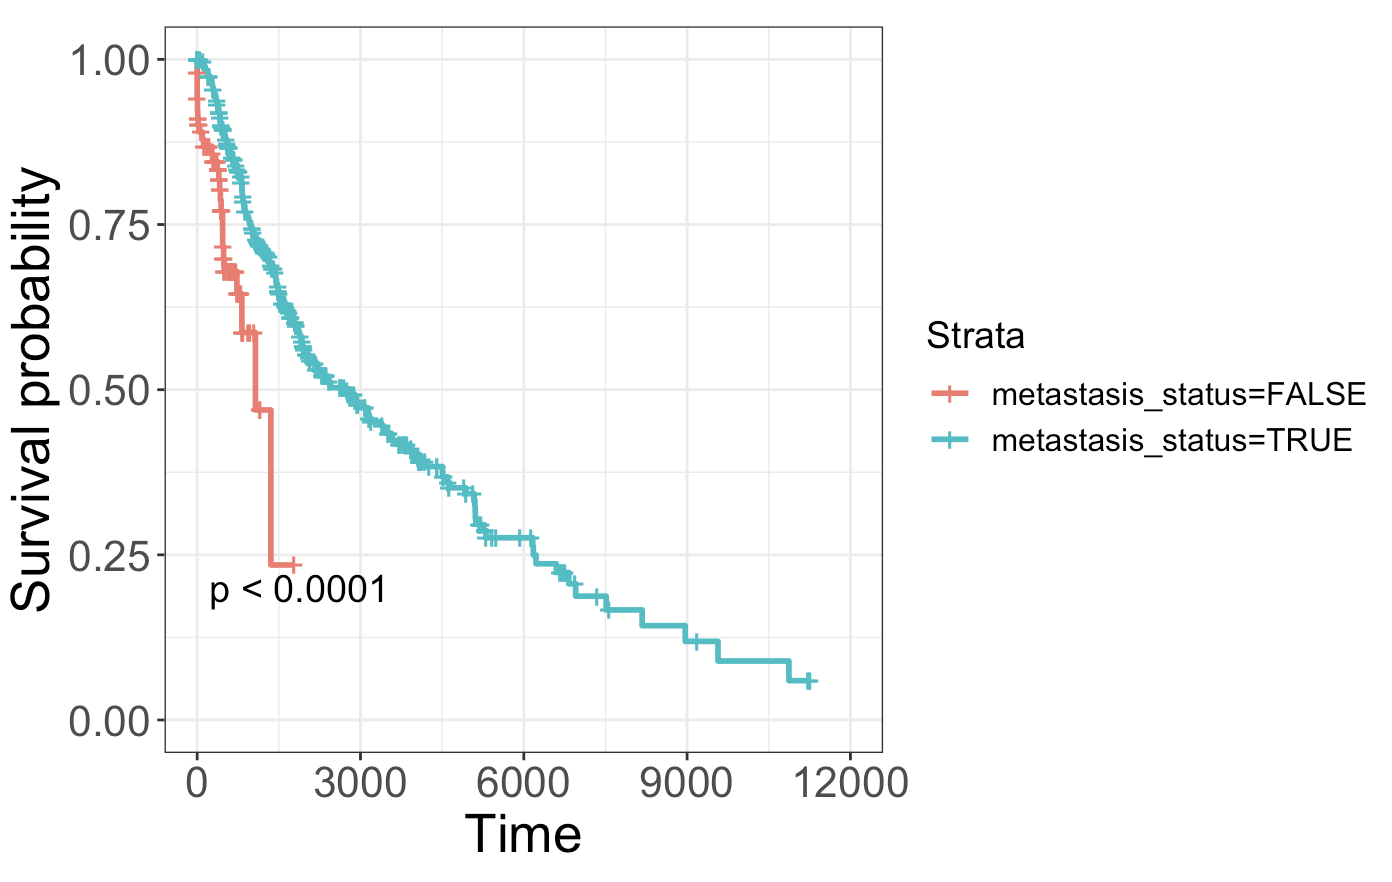 Survival probability
1.00
0.75
0.50
0.25
0.00
p < 0.0001
0 3000 6000 9000 12000
Time
Strata
metastasis_status=FALSE
metastasis_status=TRUE